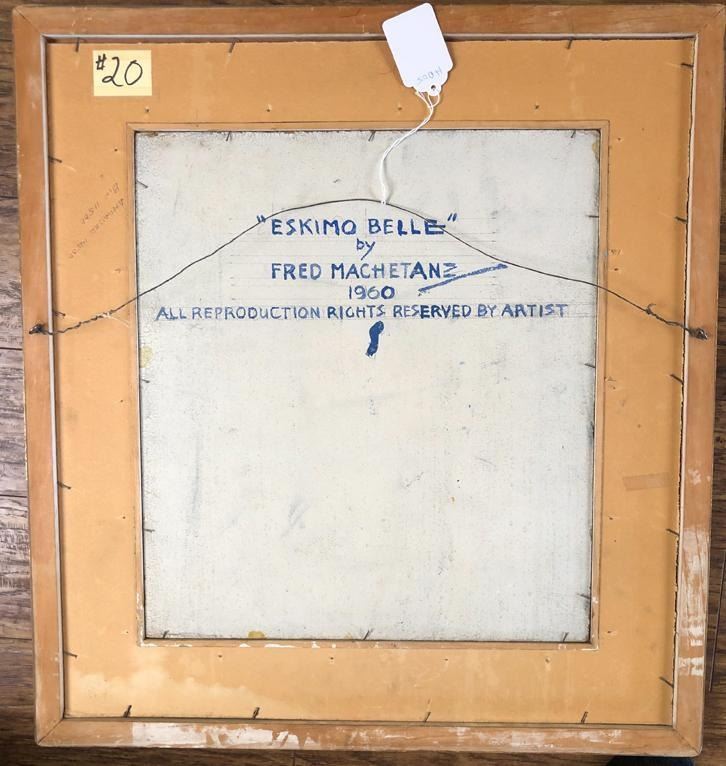 #20
"ESKIMO BELLE"
by
FRED MACHETANZ
1960
ALL REPRODUCTION RIGHTS RESERVED BY ARTIST